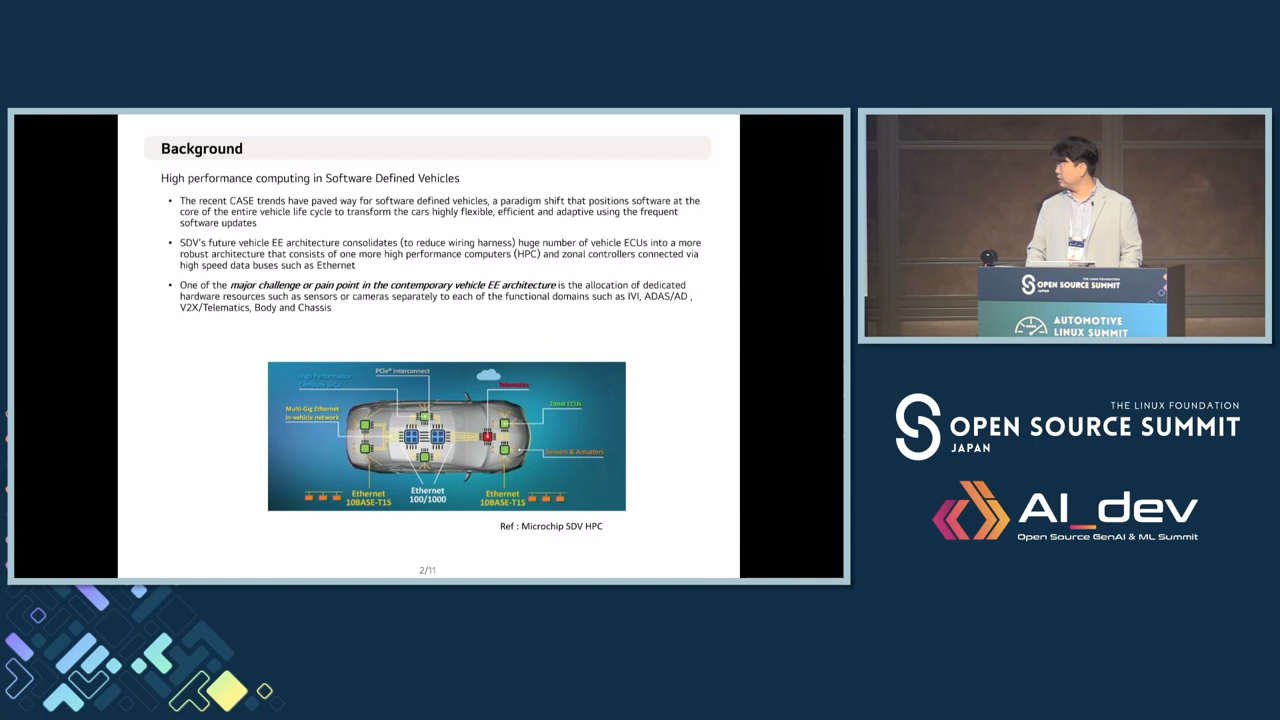 Background
High performance computing in Software Defined Vehicles
• The recent CASE trends have paved way for software defined vehicles, a paradigm shift that positions software at the
core of the entire vehicle life cycle to transform the cars highly flexible, efficient and adaptive using the frequent
software updates
• SDV's future vehicle EE architecture consolidates (to reduce wiring harness) huge number of vehicle ECUs into a more
robust architecture that consists of one more high performance computers (HPC) and zonal controllers connected via
high speed data buses such as Ethernet
• One of the major challenge or pain point in the contemporary vehicle EE architecture is the allocation of dedicated
hardware resources such as sensors or cameras separately to each of the functional domains such as IVI, ADAS/AD ,
V2X/Telematics, Body and Chassis
High Performance
Compute SoCs
PCIe® Interconnect
Telematics
Multi-Gig Ethernet
in-vehicle network
Zonal ECUs
Sensors & Actuators
Ethernet
10BASE-T1S
Ethernet
100/1000
Ethernet
10BASE-T1S
Ref : Microchip SDV HPC
2/11
THE LINUX FOUNDATION
OPEN SOURCE SUMMIT
JAPAN
AUTOMOTIVE
LINUX SUMMIT
THE LINUX FOUNDATION
OPEN SOURCE SUMMIT
JAPAN
AI_dev
Open Source GenAI & ML Summit